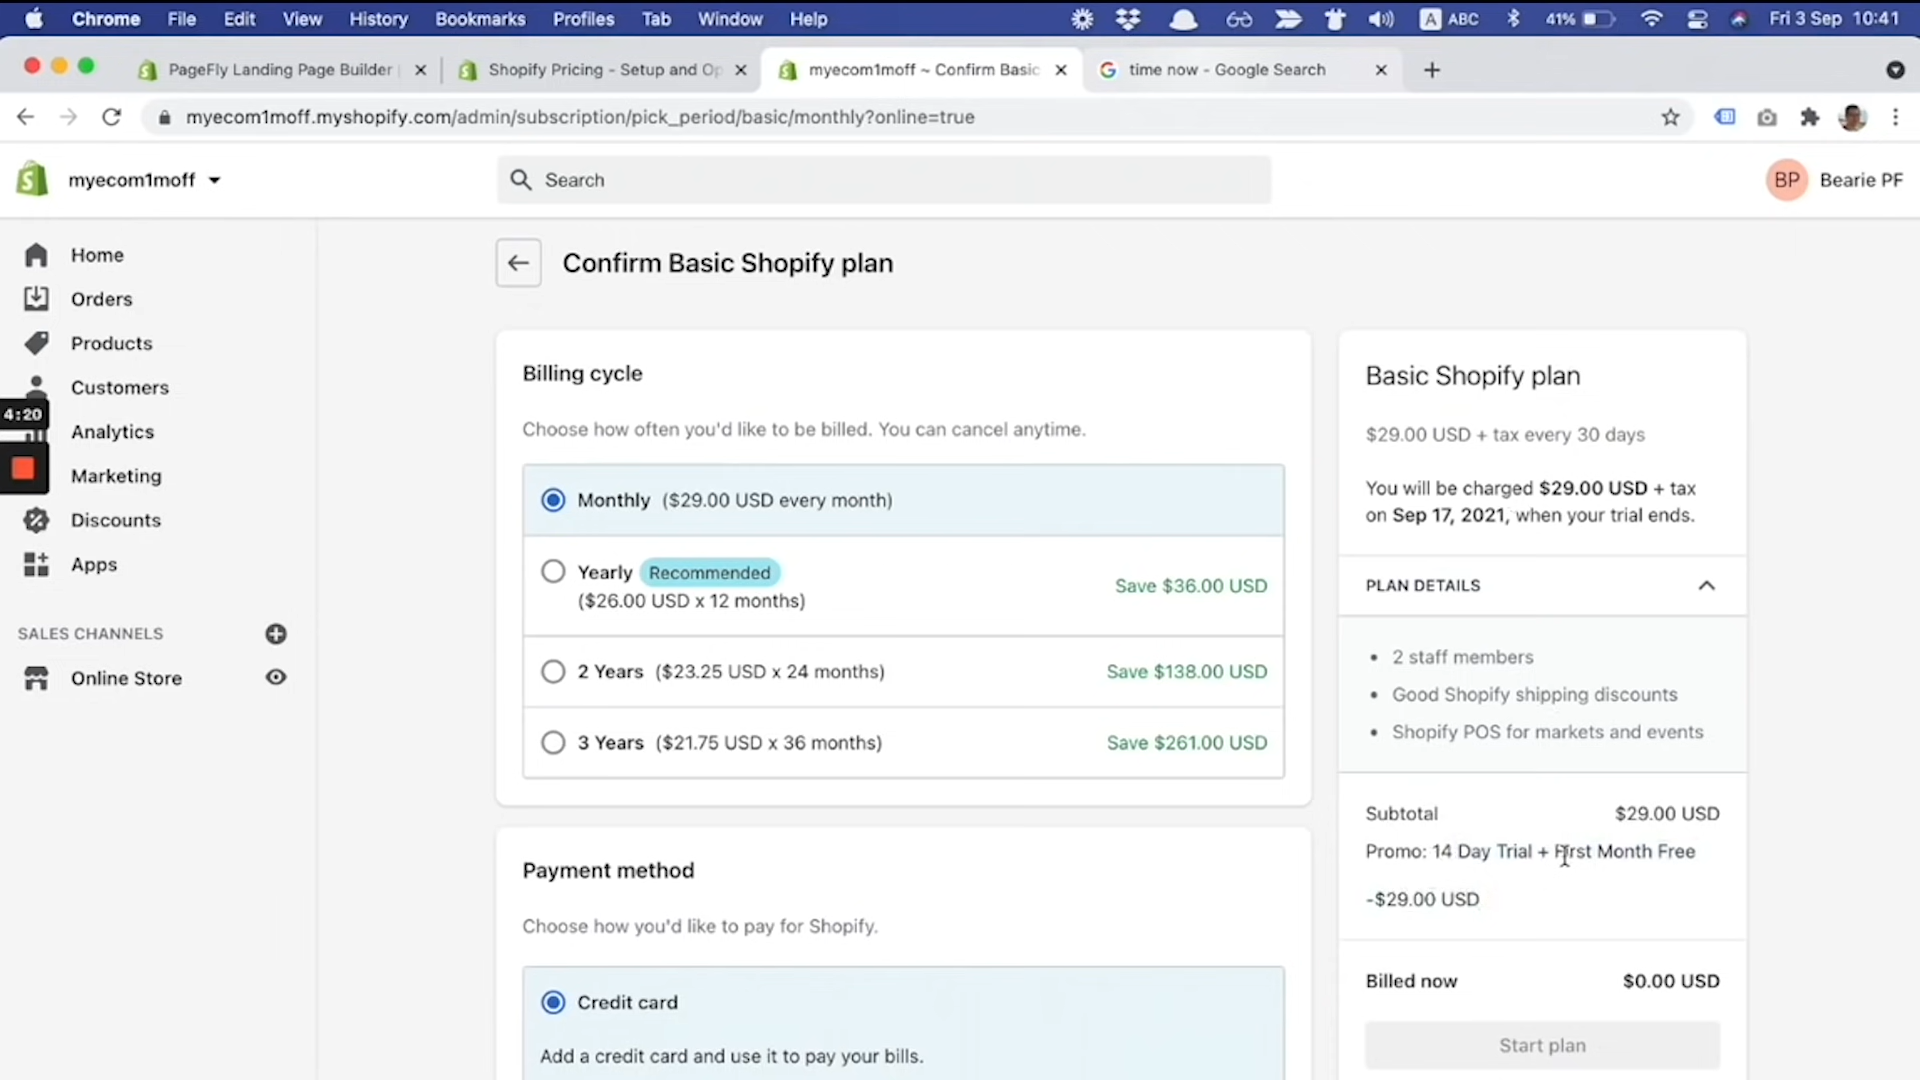 Chrome File Edit View History Bookmarks Profiles Tab Window Help A ABC 41% Fri 3 Sep 10:41
PageFly Landing Page Builder Shopify Pricing - Setup and Op myecom1moff ~ Confirm Basic G time now - Google Search
myecom1moff.myshopify.com/admin/subscription/pick_period/basic/monthly?online=true
myecom1moff Search BP Bearie PF
Home
Orders
Products
Customers
4:20
Analytics
Marketing
Discounts
Apps
SALES CHANNELS
Online Store
Confirm Basic Shopify plan
Billing cycle
Choose how often you'd like to be billed. You can cancel anytime.
Monthly ($29.00 USD every month)
Yearly Recommended
($26.00 USD x 12 months) Save $36.00 USD
2 Years ($23.25 USD x 24 months) Save $138.00 USD
3 Years ($21.75 USD x 36 months) Save $261.00 USD
Payment method
Choose how you'd like to pay for Shopify.
Credit card
Add a credit card and use it to pay your bills.
Basic Shopify plan
$29.00 USD + tax every 30 days
You will be charged $29.00 USD + tax
on Sep 17, 2021, when your trial ends.
PLAN DETAILS
• 2 staff members
• Good Shopify shipping discounts
• Shopify POS for markets and events
Subtotal $29.00 USD
Promo: 14 Day Trial + First Month Free
-$29.00 USD
Billed now $0.00 USD
Start plan